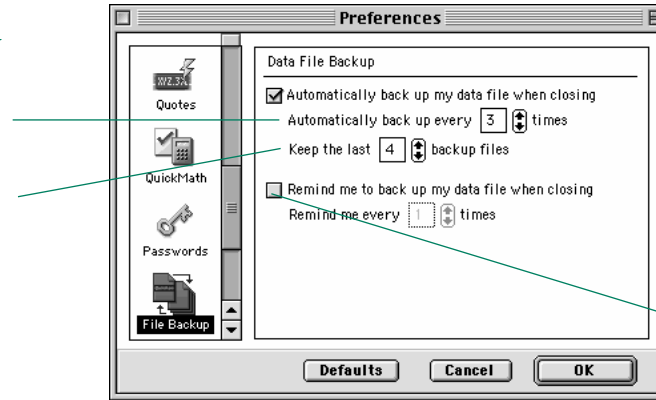 Preferences
XYZ.3
Quotes
QuickMath
Passwords
File Backup
Data File Backup
Automatically back up my data file when closing
Automatically back up every 3 times
Keep the last 4 backup files
Remind me to back up my data file when closing
Remind me every 1 times
Defaults
Cancel
OK